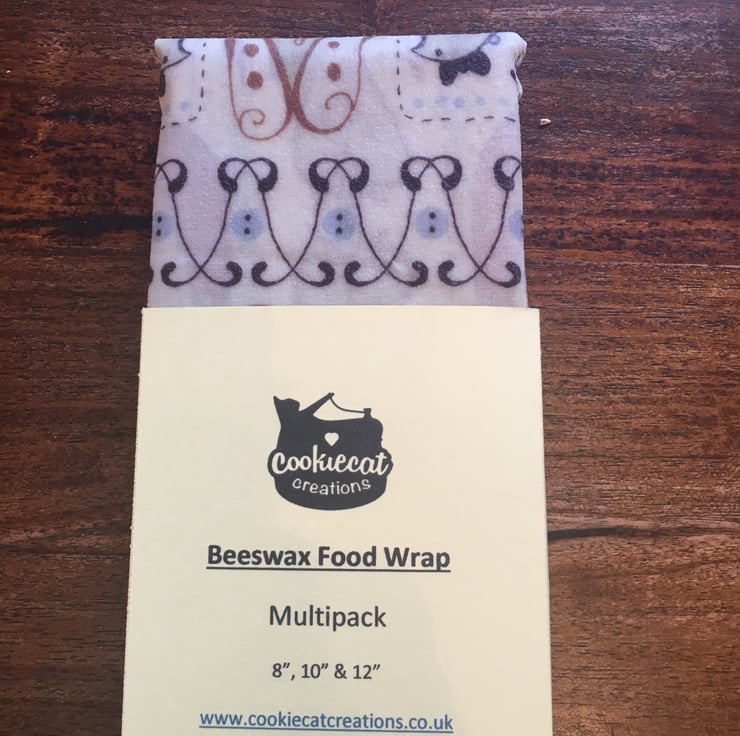 Cookiecat
creations
Beeswax Food Wrap
Multipack
8”, 10” & 12”
www.cookiecatcreations.co.uk